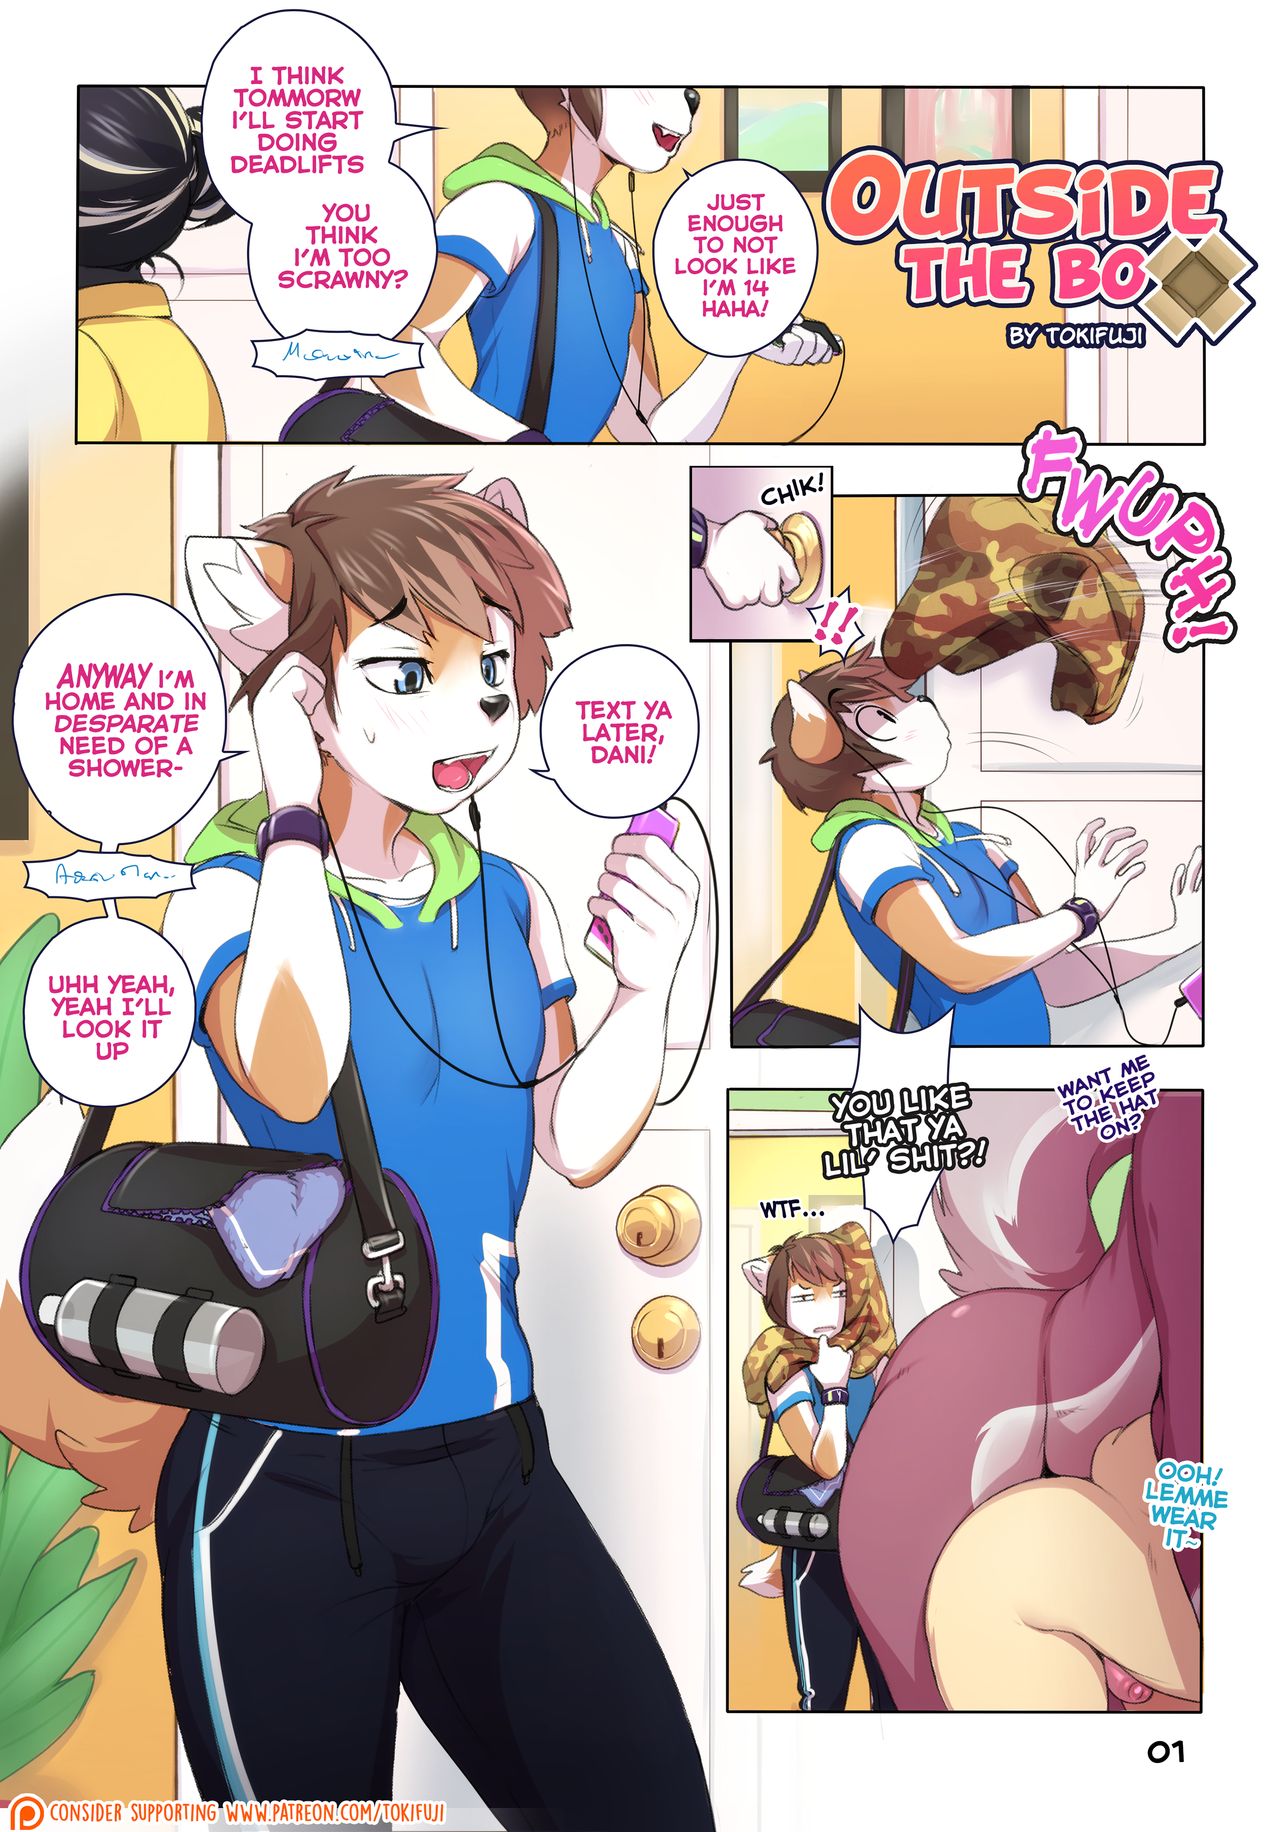 I THINK
TOMMORW
I'LL START
DOING
DEADLIFTS
YOU
THINK
I'M TOO
SCRAWNY?
JUST
ENOUGH
TO NOT
LOOK LIKE
I'M 14
HAHA!
OUTSiDE
THE BO
BY TOKIFUJI
CHIK!
FWUPH!
!!
ANYWAY I'M
HOME AND IN
DESPARATE
NEED OF A
SHOWER-
TEXT YA
LATER,
DANI!
UHH YEAH,
YEAH I'LL
LOOK IT
UP
YOU LIKE
THAT YA
LIL' SHIT?!
WANT ME
TO KEEP
THE HAT
ON?
WTF...
OOH!
LEMME
WEAR
IT~
01
CONSIDER SUPPORTING WWW.PATREON.COM/TOKIFUJI